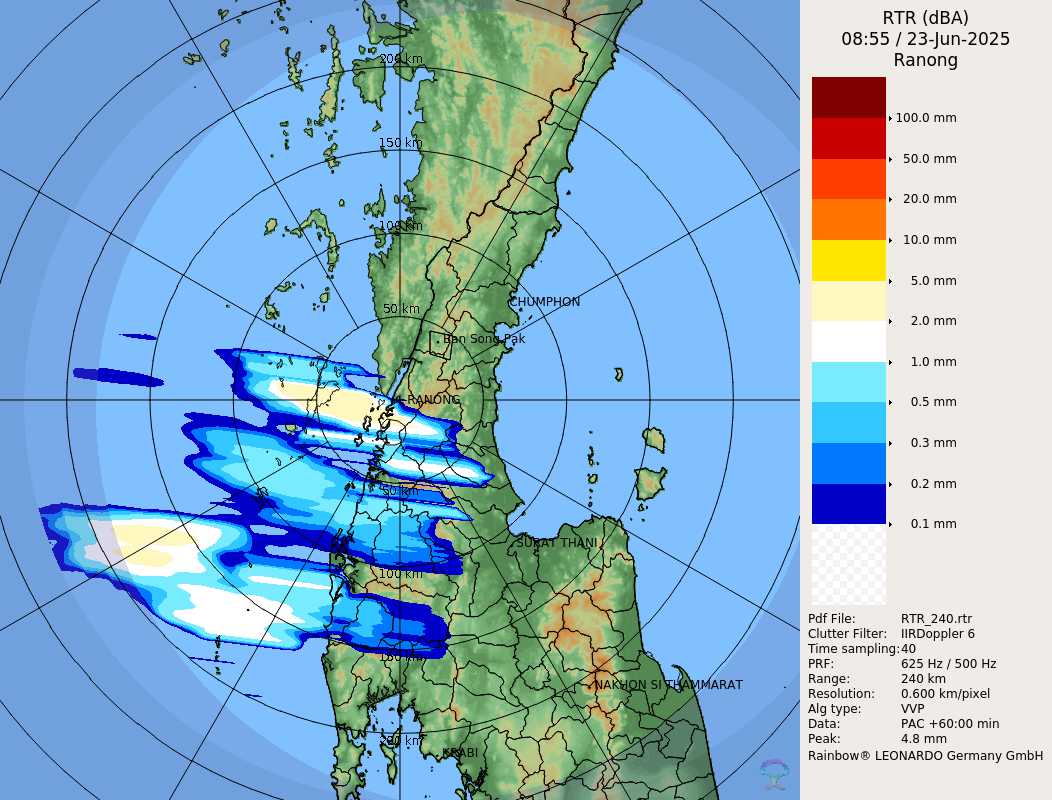 RTR (dBA)
08:55 / 23-Jun-2025
Ranong
100.0 mm
50.0 mm
20.0 mm
10.0 mm
5.0 mm
2.0 mm
1.0 mm
0.5 mm
0.3 mm
0.2 mm
0.1 mm
Pdf File: RTR_240.rtr
Clutter Filter: IIRDoppler 6
Time sampling:40
PRF: 625 Hz / 500 Hz
Range: 240 km
Resolution: 0.600 km/pixel
Alg type: VVP
Data: PAC +60:00 min
Peak: 4.8 mm
Rainbow® LEONARDO Germany GmbH
200 km
150 km
100 km
CHUMPHON
50 km
Ban Song Pak
RANONG
50 km
SURAT THANI
100 km
150 km
NAKHON SI THAMMARAT
200 km
KRABI